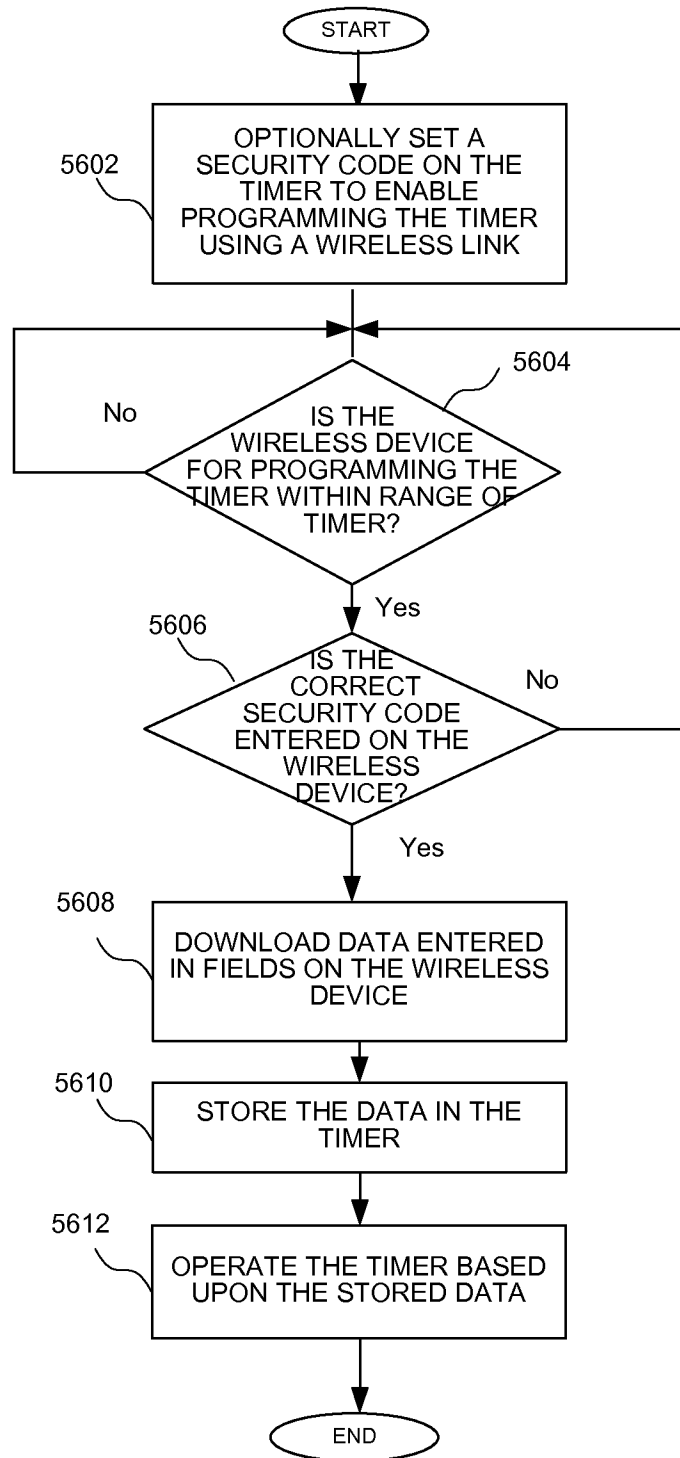 START
5602
OPTIONALLY SET A
SECURITY CODE ON THE
TIMER TO ENABLE
PROGRAMMING THE TIMER
USING A WIRELESS LINK
5604
No
IS THE
WIRELESS DEVICE
FOR PROGRAMMING THE
TIMER WITHIN RANGE OF
TIMER?
Yes
5606
IS THE
CORRECT
SECURITY CODE
ENTERED ON THE
WIRELESS
DEVICE?
No
Yes
5608
DOWNLOAD DATA ENTERED
IN FIELDS ON THE WIRELESS
DEVICE
5610
STORE THE DATA IN THE
TIMER
5612
OPERATE THE TIMER BASED
UPON THE STORED DATA
END